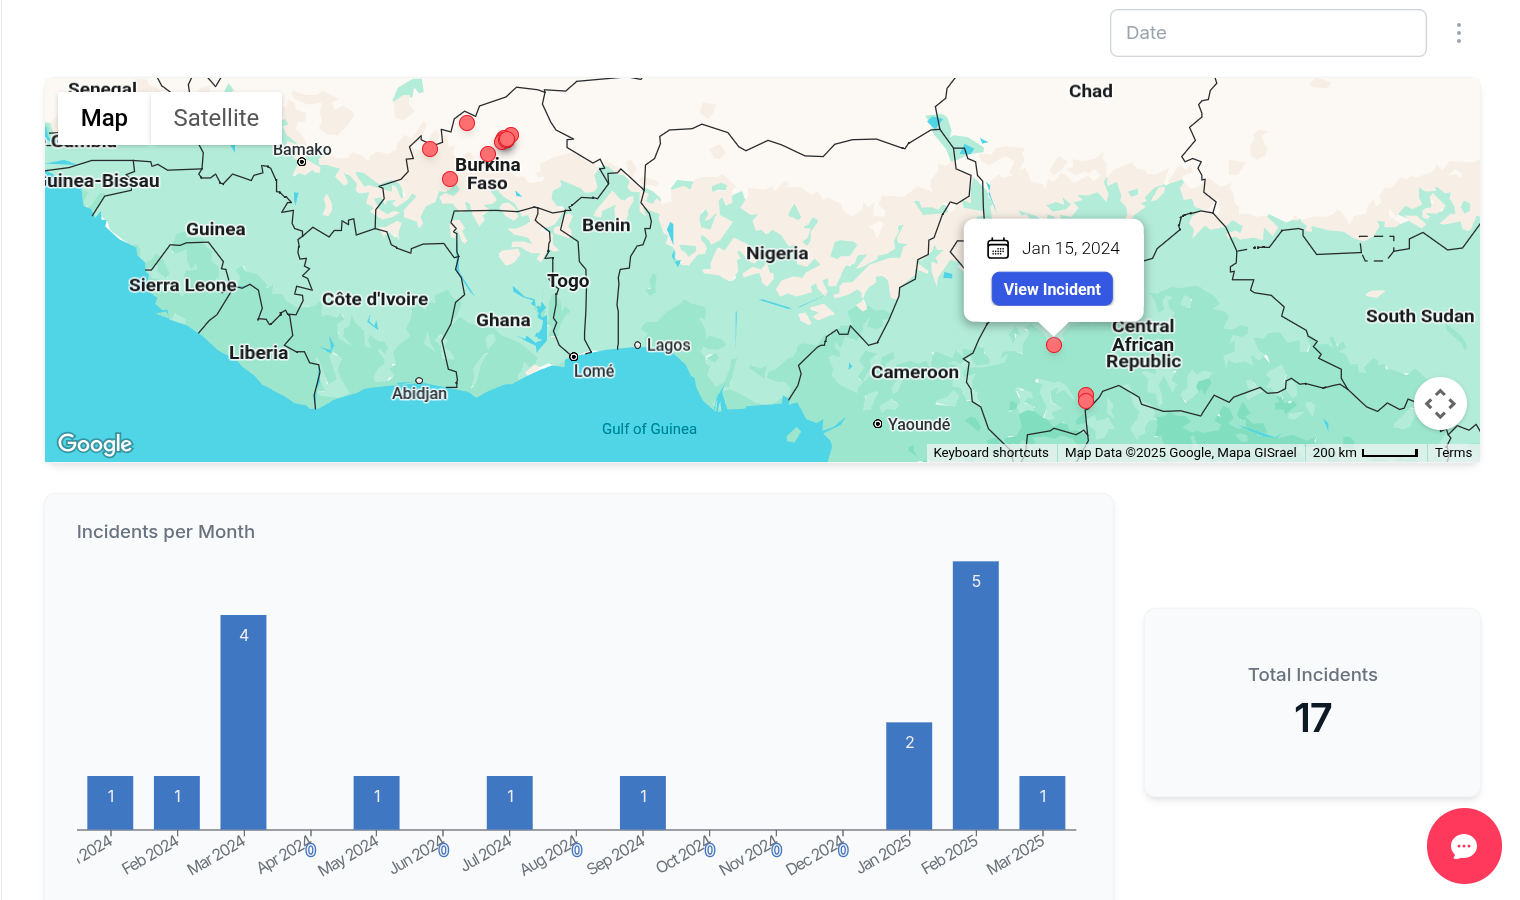 Date
Senegal
Chad
Map
Satellite
Gambia
Bamako
Burkina
Faso
Guinea-Bissau
Guinea
Benin
Jan 15, 2024
Nigeria
View Incident
Togo
Sierra Leone
Côte d'Ivoire
Ghana
South Sudan
Central
African
Republic
Lagos
Liberia
Lomé
Cameroon
Abidjan
Yaoundé
Gulf of Guinea
Google
Keyboard shortcuts
Map Data ©2025 Google, Mapa GISrael
200 km
Terms
Incidents per Month
5
4
2
1
1
1
1
1
1
Total Incidents
17
2024
Feb 2024
Mar 2024
Apr 2024
0
May 2024
Jun 2024
0
Jul 2024
Aug 2024
0
Sep 2024
Oct 2024
0
Nov 2024
0
Dec 2024
0
Jan 2025
Feb 2025
Mar 2025